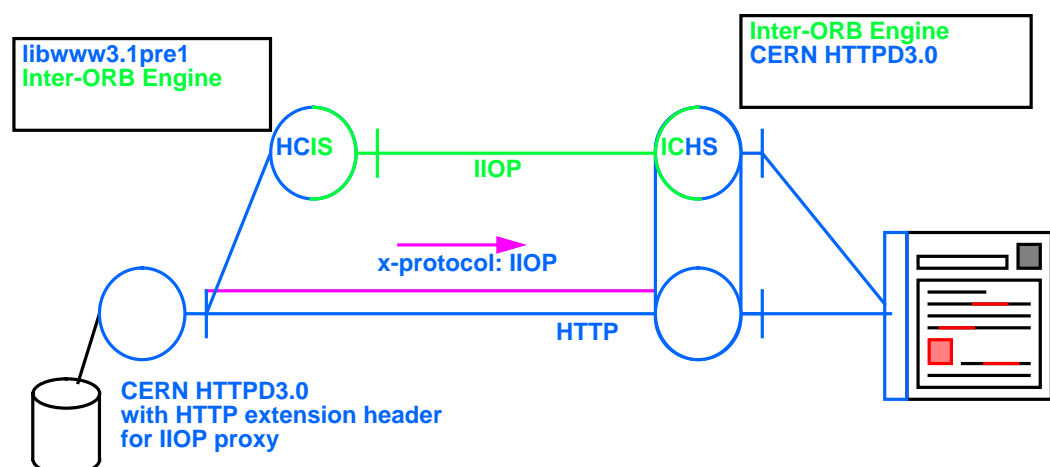 libwww3.1pre1
Inter-ORB Engine
Inter-ORB Engine
CERN HTTPD3.0
HCIS
ICHS
IIOP
x-protocol: IIOP
HTTP
CERN HTTPD3.0
with HTTP extension header
for IIOP proxy